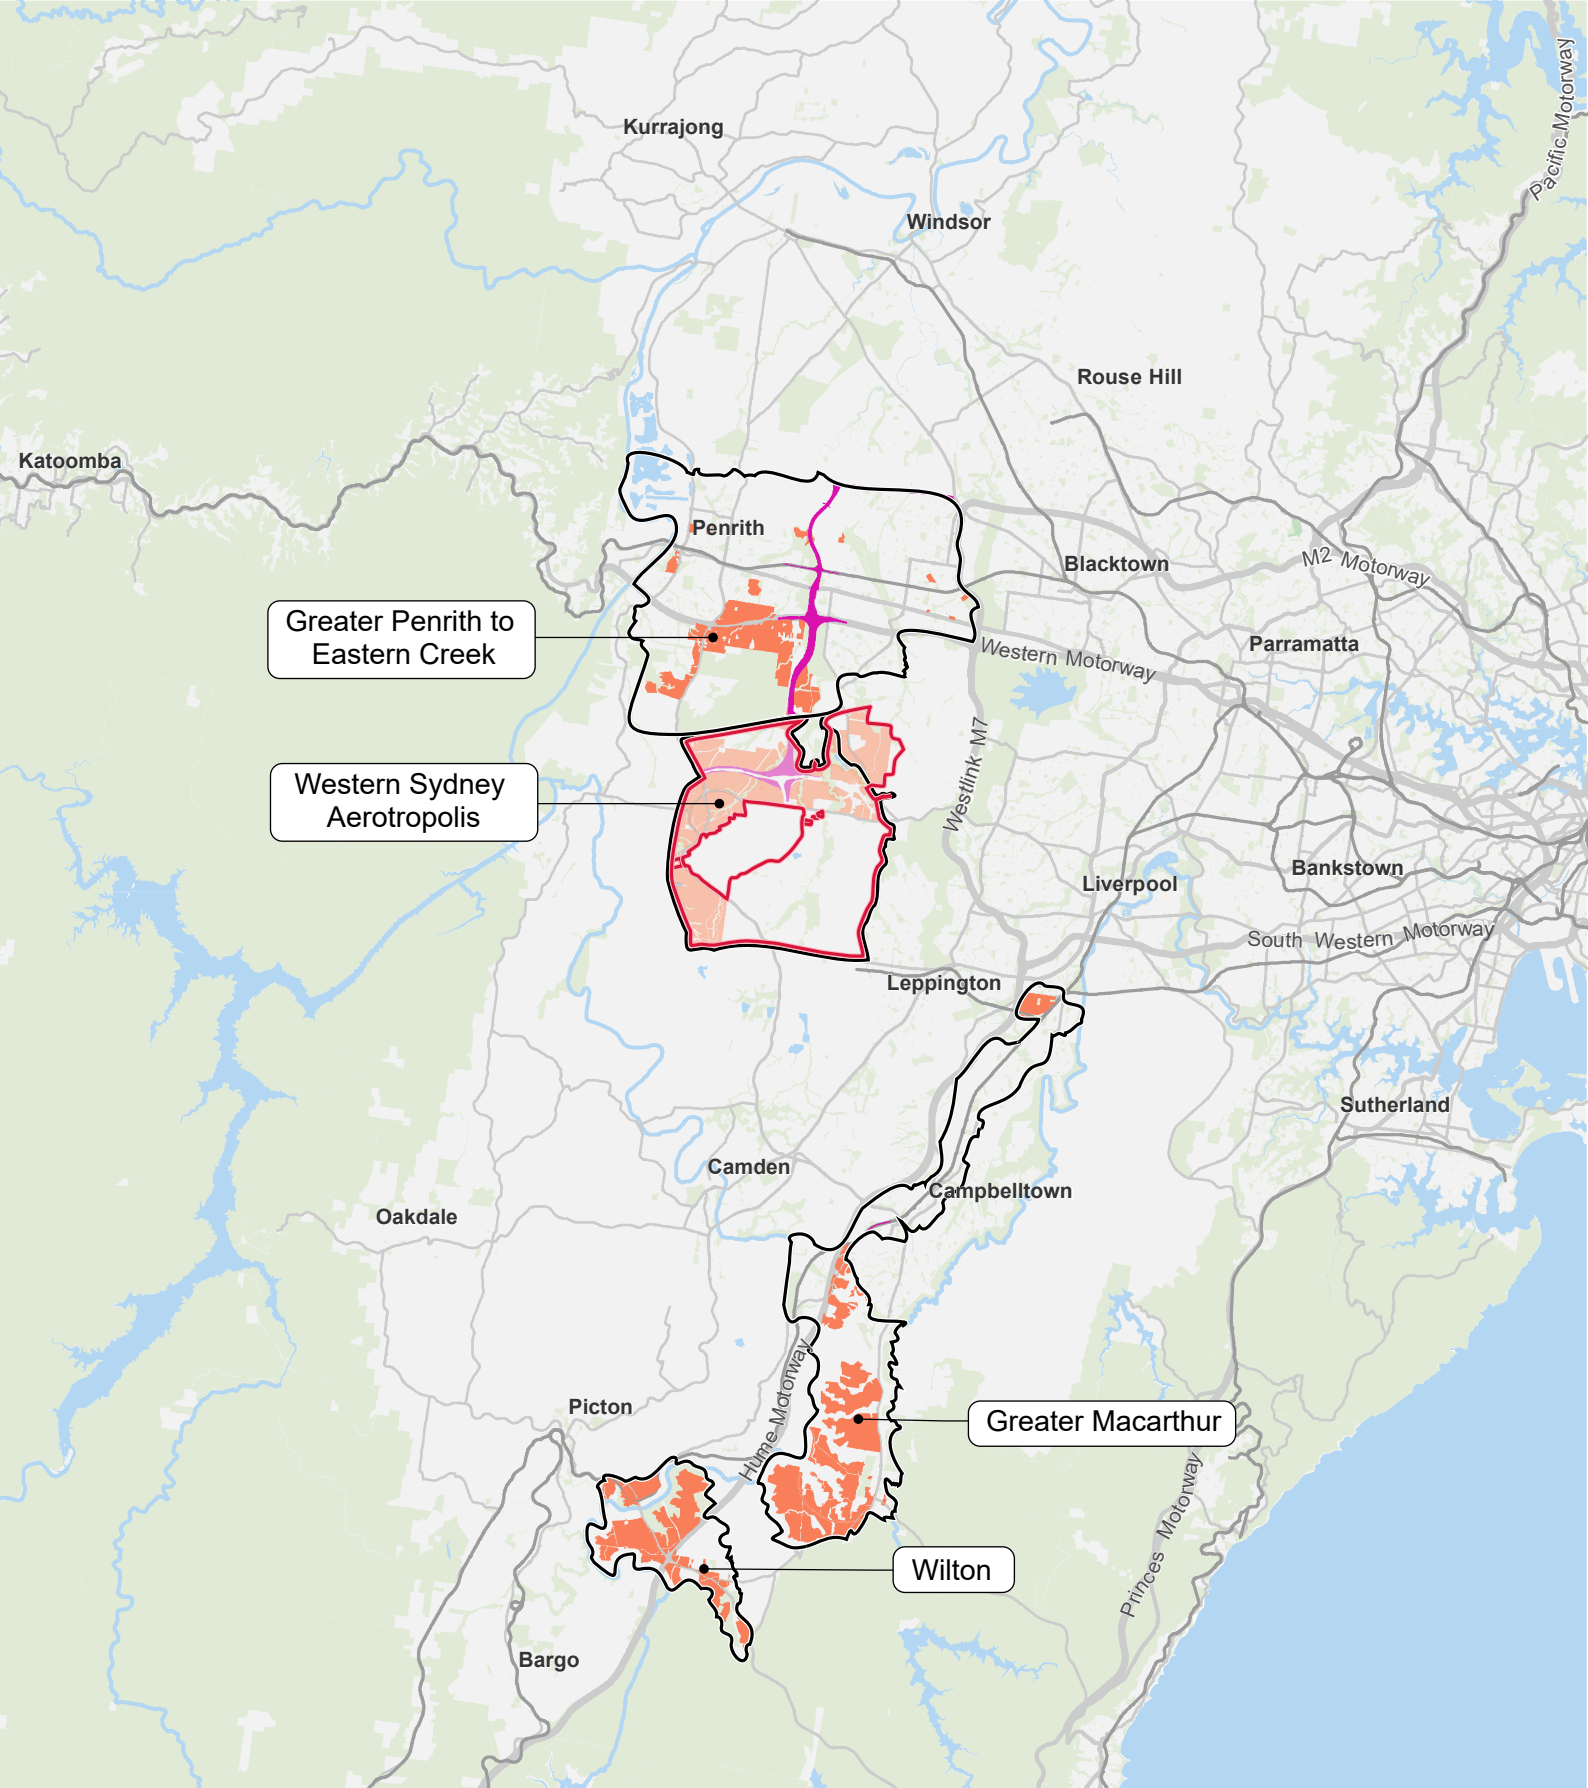 Pacific Motorway
Kurrajong
Windsor
Rouse Hill
Katoomba
Penrith
Blacktown
M2 Motorway
Greater Penrith to
Eastern Creek
Parramatta
Western Motorway
Westlink M7
Western Sydney
Aerotropolis
Bankstown
Liverpool
South Western Motorway
Leppington
Sutherland
Camden
Campbelltown
Oakdale
Hume Motorway
Picton
Greater Macarthur
Princes Motorway
Wilton
Bargo